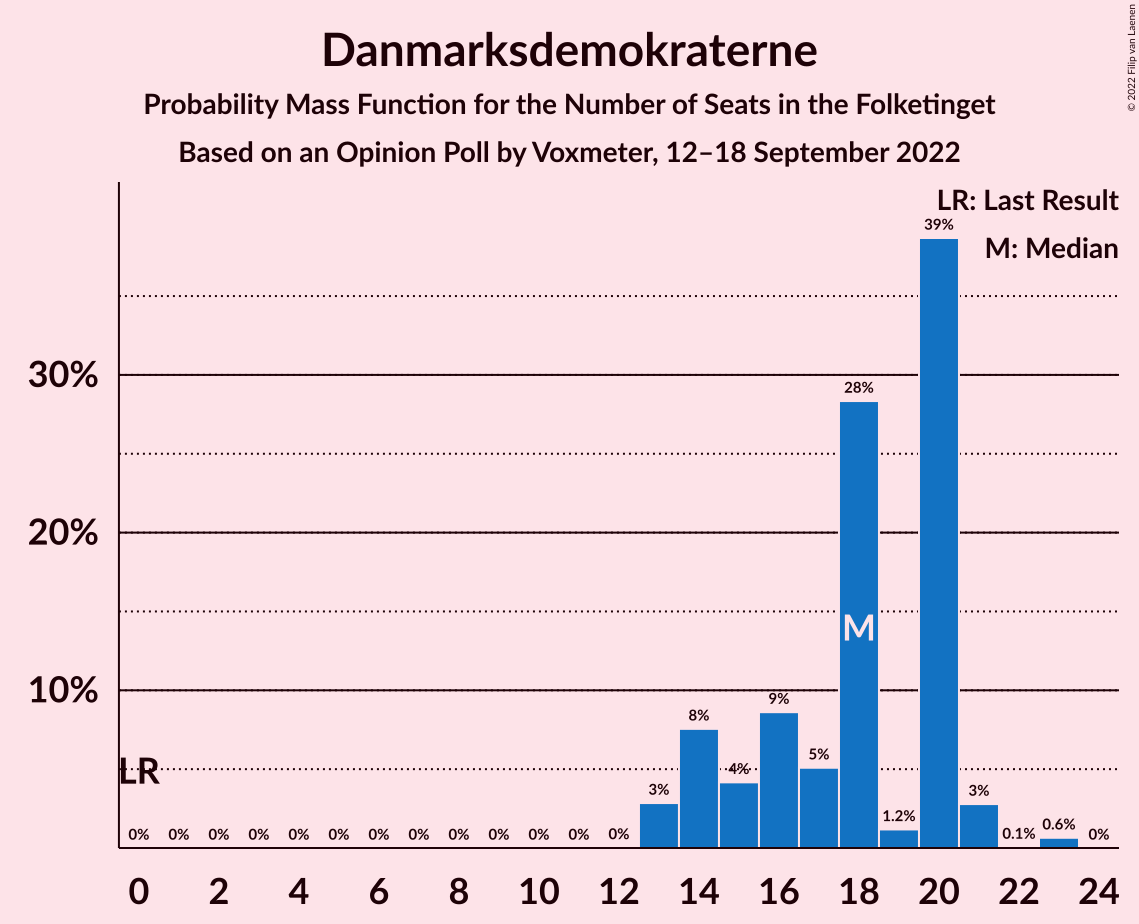 Danmarksdemokraterne
Probability Mass Function for the Number of Seats in the Folketinget
Based on an Opinion Poll by Voxmeter, 12–18 September 2022
© 2022 Filip van Laenen
LR: Last Result
M: Median
39%
30%
28%
20%
M
10%
9%
8%
5%
4%
LR
3%
3%
1.2%
0.6%
0.1%
0% 0% 0% 0% 0% 0% 0% 0% 0% 0% 0% 0% 0% 0%
0 2 4 6 8 10 12 14 16 18 20 22 24